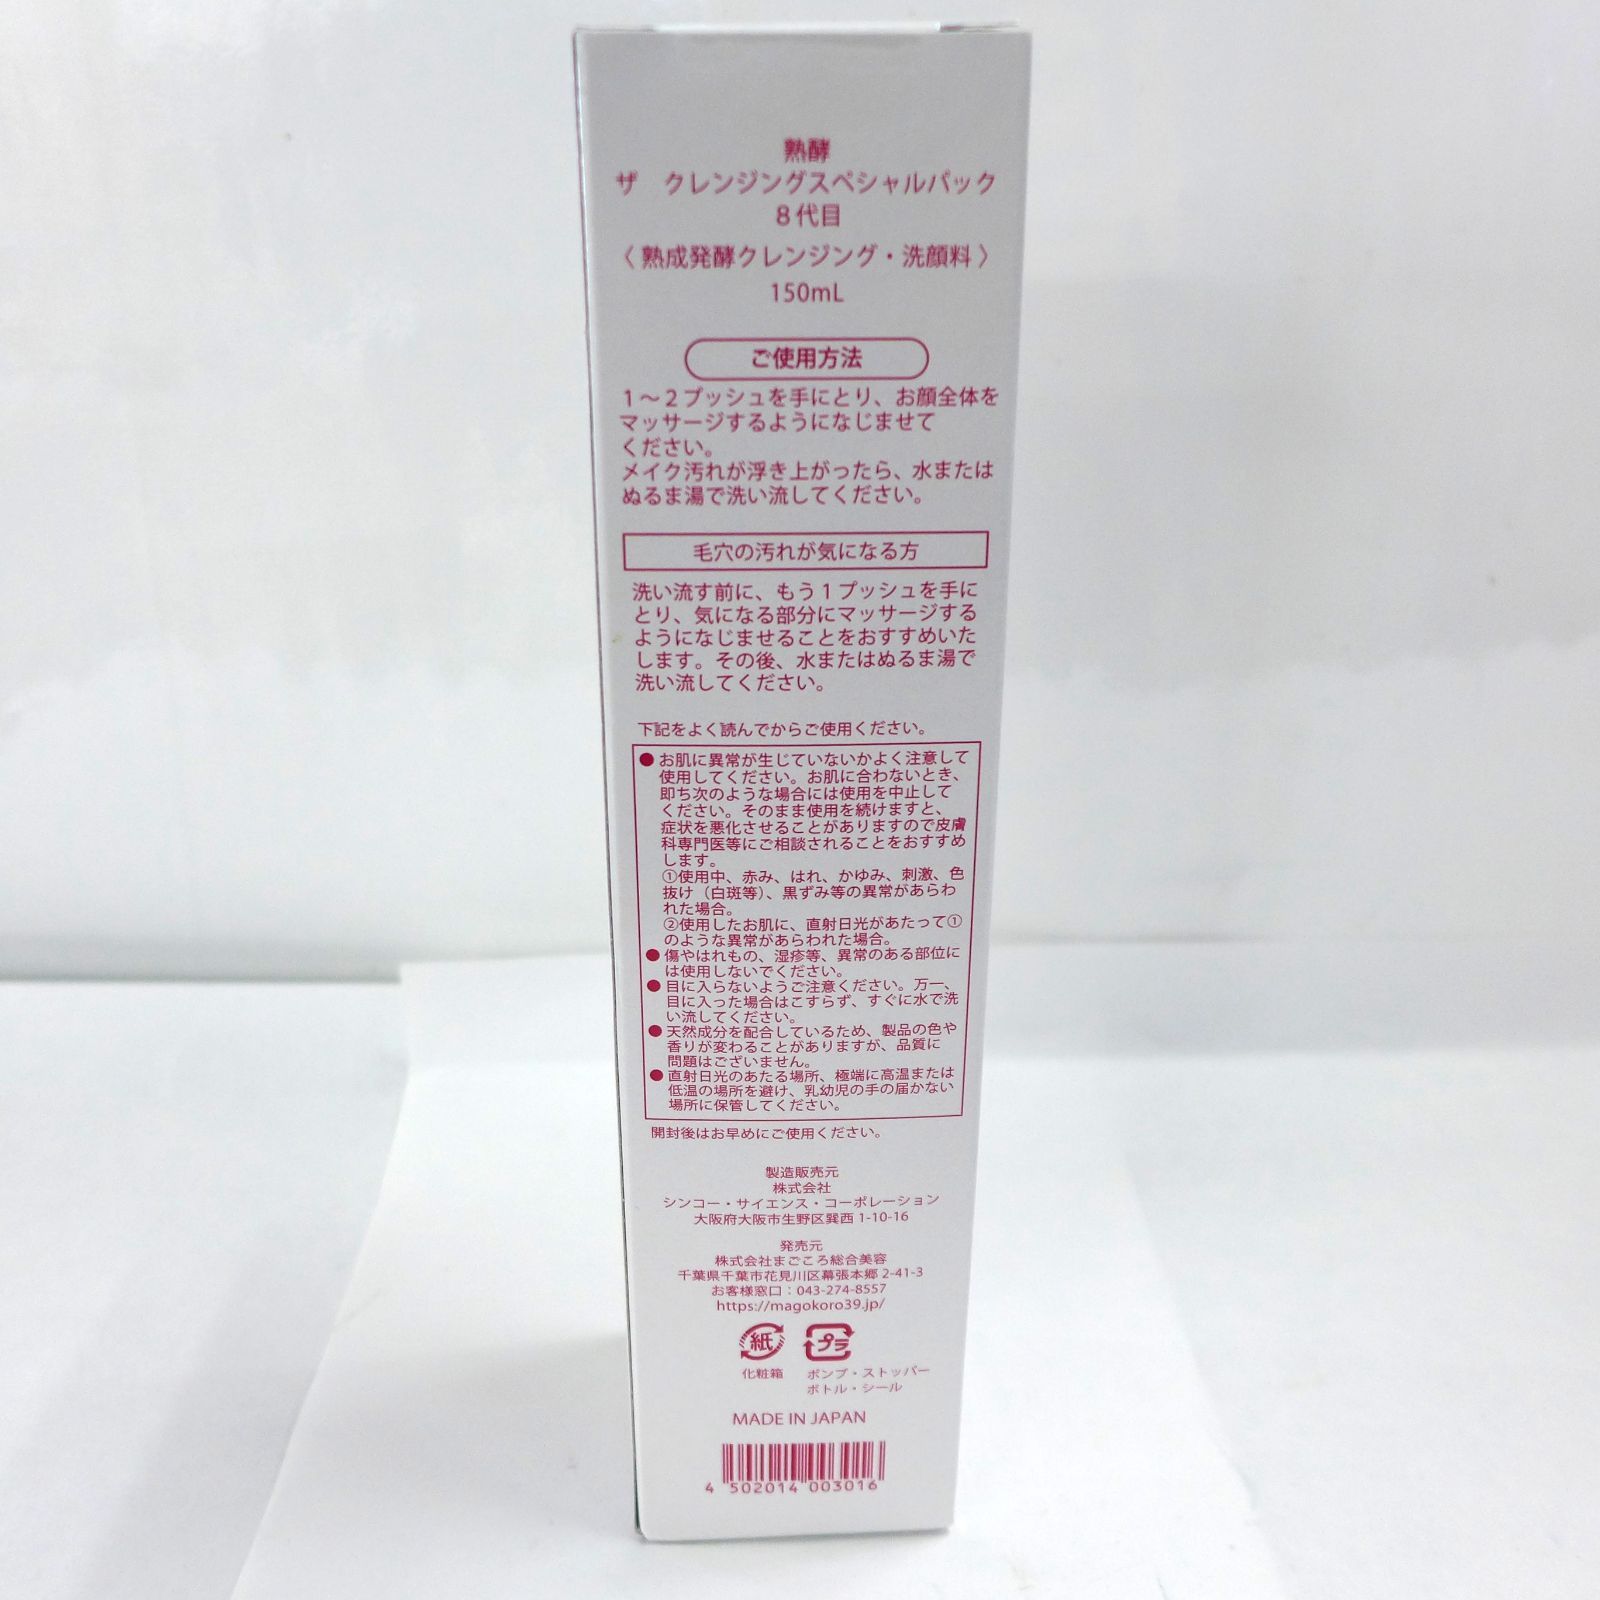 熟酵
ザ　クレンジングスペシャルパック
８代目
〈 熟成発酵クレンジング・洗顔料 〉
150mL
ご使用方法
１～２プッシュを手にとり、お顔全体を
マッサージするようになじませて
ください。
メイク汚れが浮き上がったら、水または
ぬるま湯で洗い流してください。
毛穴の汚れが気になる方
洗い流す前に、もう１プッシュを手に
とり、気になる部分にマッサージする
ようになじませることをおすすめいた
します。その後、水またはぬるま湯で
洗い流してください。
下記をよく読んでからご使用ください。
●お肌に異常が生じていないかよく注意して
使用してください。お肌に合わないとき、
即ち次のような場合には使用を中止して
ください。そのまま使用を続けますと、
症状を悪化させることがありますので皮膚
科専門医等にご相談されることをおすすめ
します。
①使用中、赤み、はれ、かゆみ、刺激、色
抜け（白斑等）、黒ずみ等の異常があらわ
れた場合。
②使用したお肌に、直射日光があたって①
のような異常があらわれた場合。
●傷やはれもの、湿疹等、異常のある部位に
は使用しないでください。
●目に入らないようご注意ください。万一、
目に入った場合はこすらず、すぐに水で洗
い流してください。
●天然成分を配合しているため、製品の色や
香りが変わることがありますが、品質に
問題はございません。
●直射日光のあたる場所、極端に高温または
低温の場所を避け、乳幼児の手の届かない
場所に保管してください。
開封後はお早めにご使用ください。
製造販売元
株式会社
シンコー・サイエンス・コーポレーション
大阪府大阪市生野区巽西 1-10-16
発売元
株式会社まごころ総合美容
千葉県千葉市花見川区幕張本郷 2-41-3
お客様窓口：043-274-8557
https://magokoro39.jp/
紙 プラ
化粧箱 ポンプ・ストッパー
ボトル・シール
MADE IN JAPAN
4 502014 003016